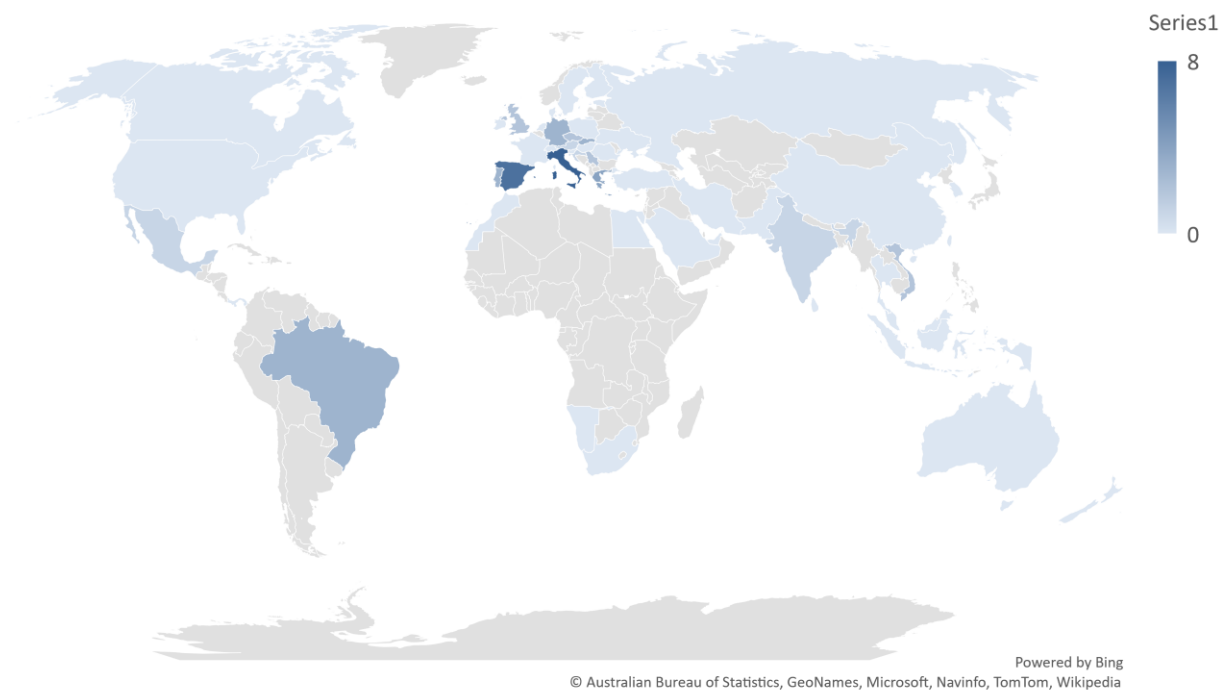 Series1
8
0
Powered by Bing
© Australian Bureau of Statistics, GeoNames, Microsoft, Navinfo, TomTom, Wikipedia